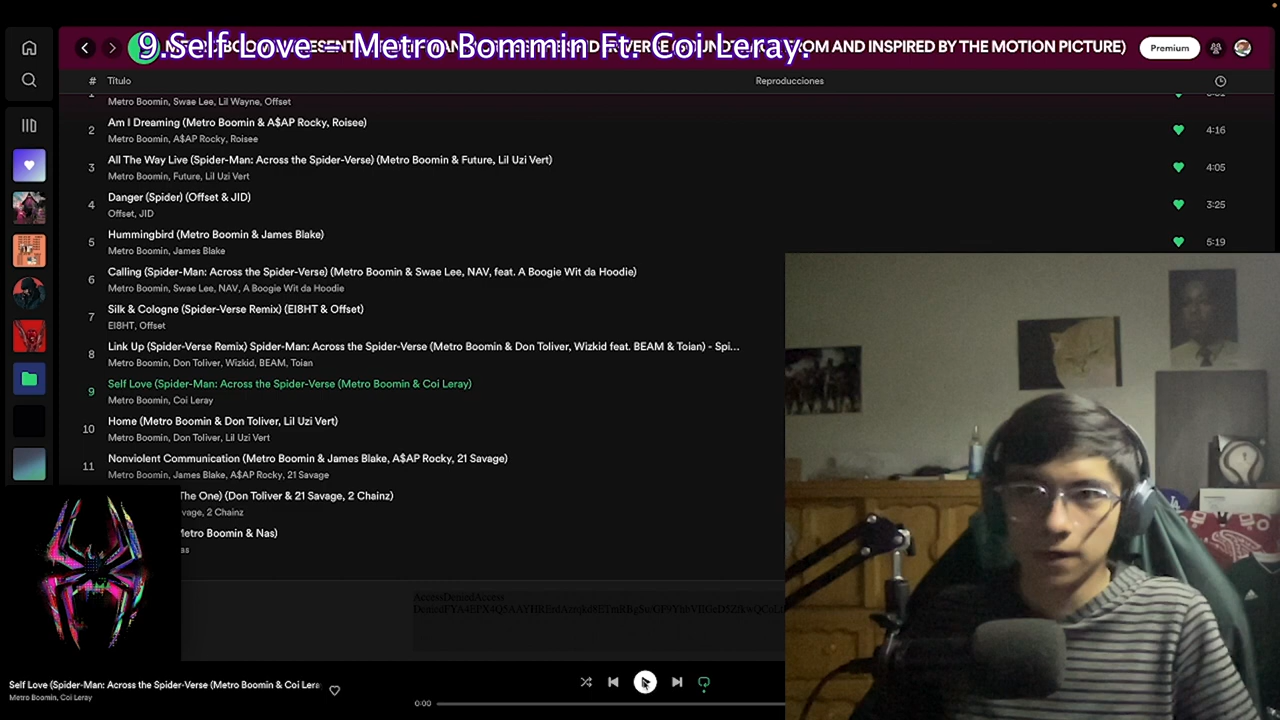 9.Self Love – Metro Bommin Ft. Coi Leray.
AND INSPIRED BY THE MOTION PICTURE)
Premium
# Título
Reproducciones
1
Metro Boomin, Swae Lee, Lil Wayne, Offset
2 Am I Dreaming (Metro Boomin & A$AP Rocky, Roisee) 4:16
Metro Boomin, A$AP Rocky, Roisee
3 All The Way Live (Spider-Man: Across the Spider-Verse) (Metro Boomin & Future, Lil Uzi Vert) 4:05
Metro Boomin, Future, Lil Uzi Vert
4 Danger (Spider) (Offset & JID) 3:25
Offset, JID
5 Hummingbird (Metro Boomin & James Blake) 5:19
Metro Boomin, James Blake
6 Calling (Spider-Man: Across the Spider-Verse) (Metro Boomin & Swae Lee, NAV, feat. A Boogie Wit da Hoodie)
Metro Boomin, Swae Lee, NAV, A Boogie Wit da Hoodie
7 Silk & Cologne (Spider-Verse Remix) (EI8HT & Offset)
EI8HT, Offset
8 Link Up (Spider-Verse Remix) Spider-Man: Across the Spider-Verse (Metro Boomin & Don Toliver, Wizkid feat. BEAM & Toian) - Spi...
Metro Boomin, Don Toliver, Wizkid, BEAM, Toian
9 Self Love (Spider-Man: Across the Spider-Verse (Metro Boomin & Coi Leray)
Metro Boomin, Coi Leray
10 Home (Metro Boomin & Don Toliver, Lil Uzi Vert)
Metro Boomin, Don Toliver, Lil Uzi Vert
11 Nonviolent Communication (Metro Boomin & James Blake, A$AP Rocky, 21 Savage)
Metro Boomin, James Blake, A$AP Rocky, 21 Savage
The One) (Don Toliver & 21 Savage, 2 Chainz)
vage, 2 Chainz
Metro Boomin & Nas)
as
AccessDeniedAccess
Self Love (Spider-Man: Across the Spider-Verse (Metro Boomin & Coi Lera
Metro Boomin, Coi Leray
0:00